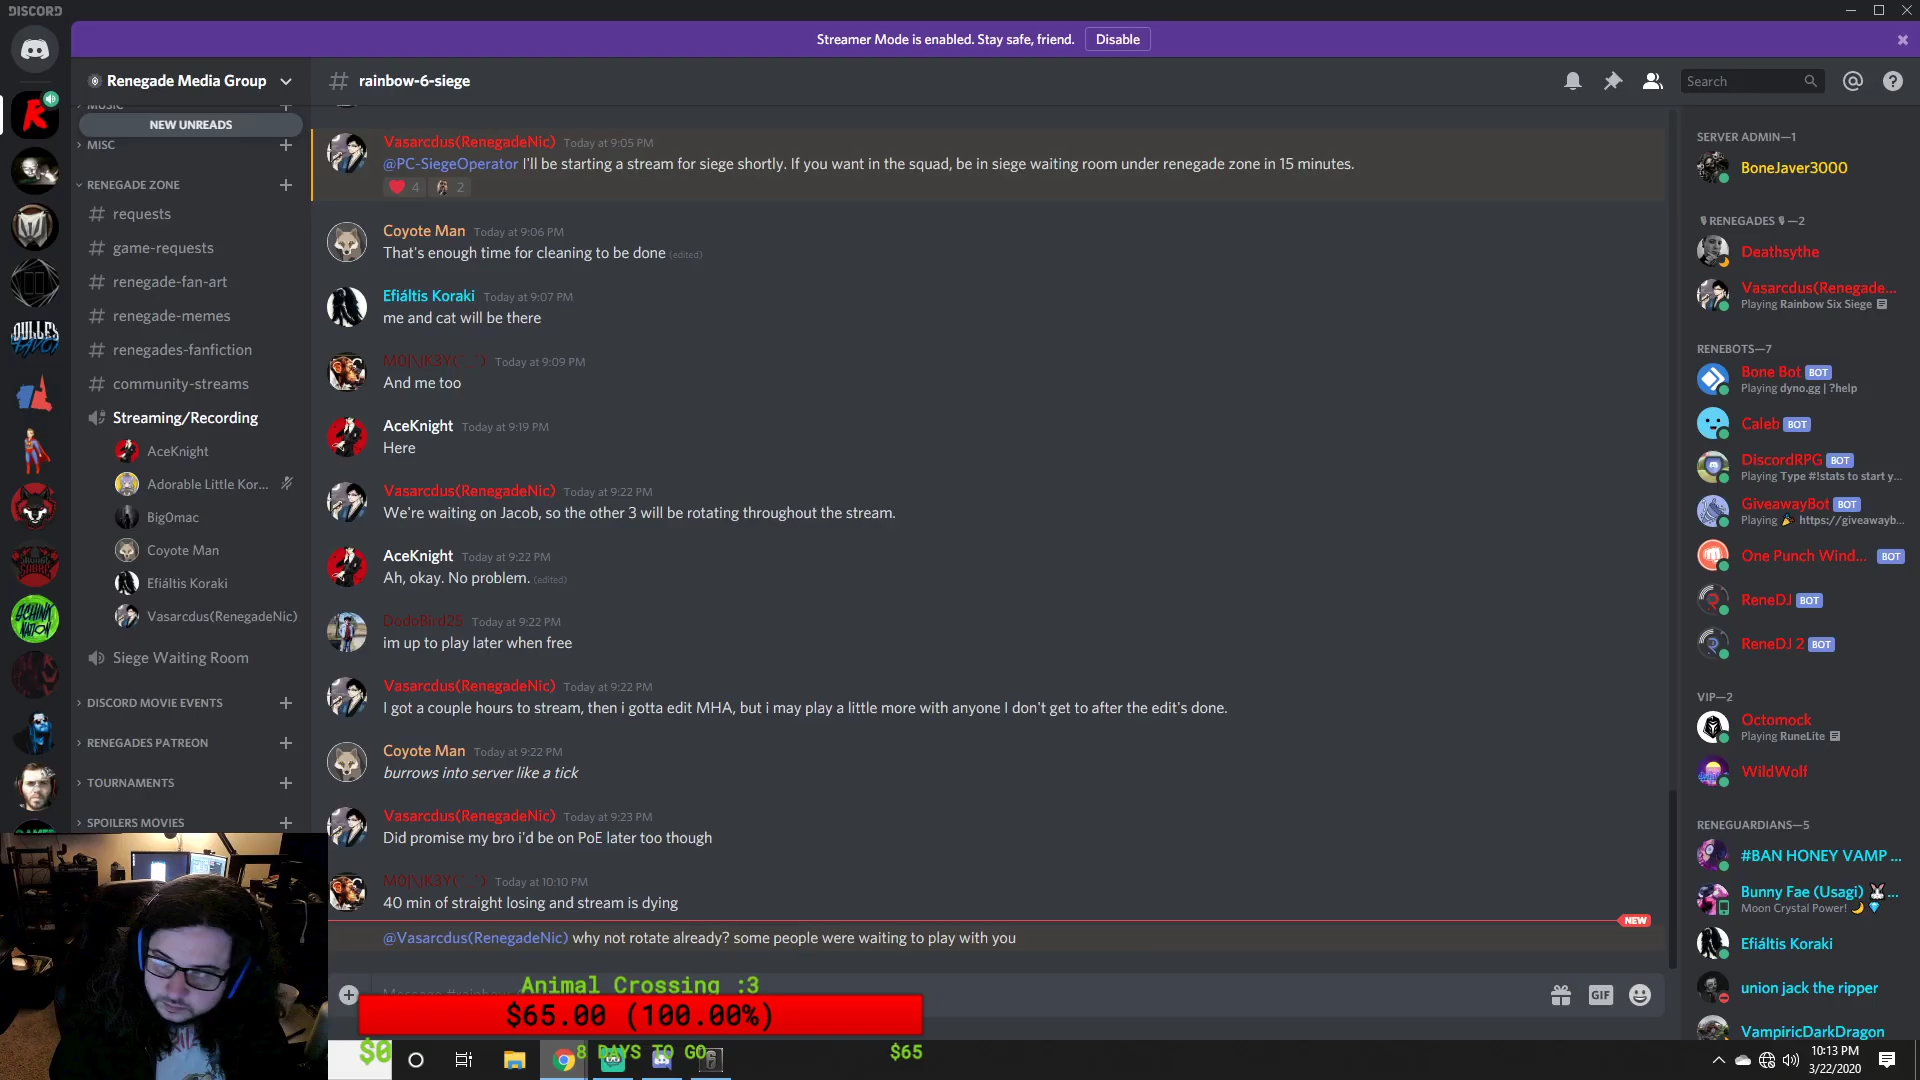 DISCORD
Streamer Mode is enabled. Stay safe, friend. Disable
Renegade Media Group
rainbow-6-siege
Search
MUSIC
NEW UNREADS
MISC
RENEGADE ZONE
requests
game-requests
renegade-fan-art
renegade-memes
renegades-fanfiction
community-streams
Streaming/Recording
AceKnight
Adorable Little Kor...
Big0mac
Coyote Man
Efiáltis Koraki
Vasarcdus(RenegadeNic)
Siege Waiting Room
DISCORD MOVIE EVENTS
RENEGADES PATREON
TOURNAMENTS
SPOILERS MOVIES
Vasarcdus(RenegadeNic) Today at 9:05 PM
@PC-SiegeOperator I'll be starting a stream for siege shortly. If you want in the squad, be in siege waiting room under renegade zone in 15 minutes.
4 2
Coyote Man Today at 9:06 PM
That's enough time for cleaning to be done (edited)
Efiáltis Koraki Today at 9:07 PM
me and cat will be there
Today at 9:09 PM
And me too
AceKnight Today at 9:19 PM
Here
Vasarcdus(RenegadeNic) Today at 9:22 PM
We're waiting on Jacob, so the other 3 will be rotating throughout the stream.
AceKnight Today at 9:22 PM
Ah, okay. No problem. (edited)
DodoBird25 Today at 9:22 PM
im up to play later when free
Vasarcdus(RenegadeNic) Today at 9:22 PM
I got a couple hours to stream, then i gotta edit MHA, but i may play a little more with anyone I don't get to after the edit's done.
Coyote Man Today at 9:22 PM
burrows into server like a tick
Vasarcdus(RenegadeNic) Today at 9:23 PM
Did promise my bro i'd be on PoE later too though
Today at 10:10 PM
40 min of straight losing and stream is dying
NEW
@Vasarcdus(RenegadeNic) why not rotate already? some people were waiting to play with you
GIF
Animal Crossing :3
$65.00 (100.00%)
$0 8 DAYS TO GO $65
SERVER ADMIN—1
BoneJaver3000
RENEGADES —2
Deathsythe
Vasarcdus(Renegade...
Playing Rainbow Six Siege
RENEBOTS—7
Bone Bot BOT
Playing dyno.gg | ?help
Caleb BOT
DiscordRPG BOT
Playing Type #!stats to start y...
GiveawayBot BOT
Playing https://giveawayb...
One Punch Wind... BOT
ReneDJ BOT
ReneDJ 2 BOT
VIP—2
Octomock
Playing RuneLite
WildWolf
RENEGUARDIANS—5
#BAN HONEY VAMP ...
Bunny Fae (Usagi) ...
Moon Crystal Power!
Efiáltis Koraki
union jack the ripper
VampiricDarkDragon
10:13 PM
3/22/2020